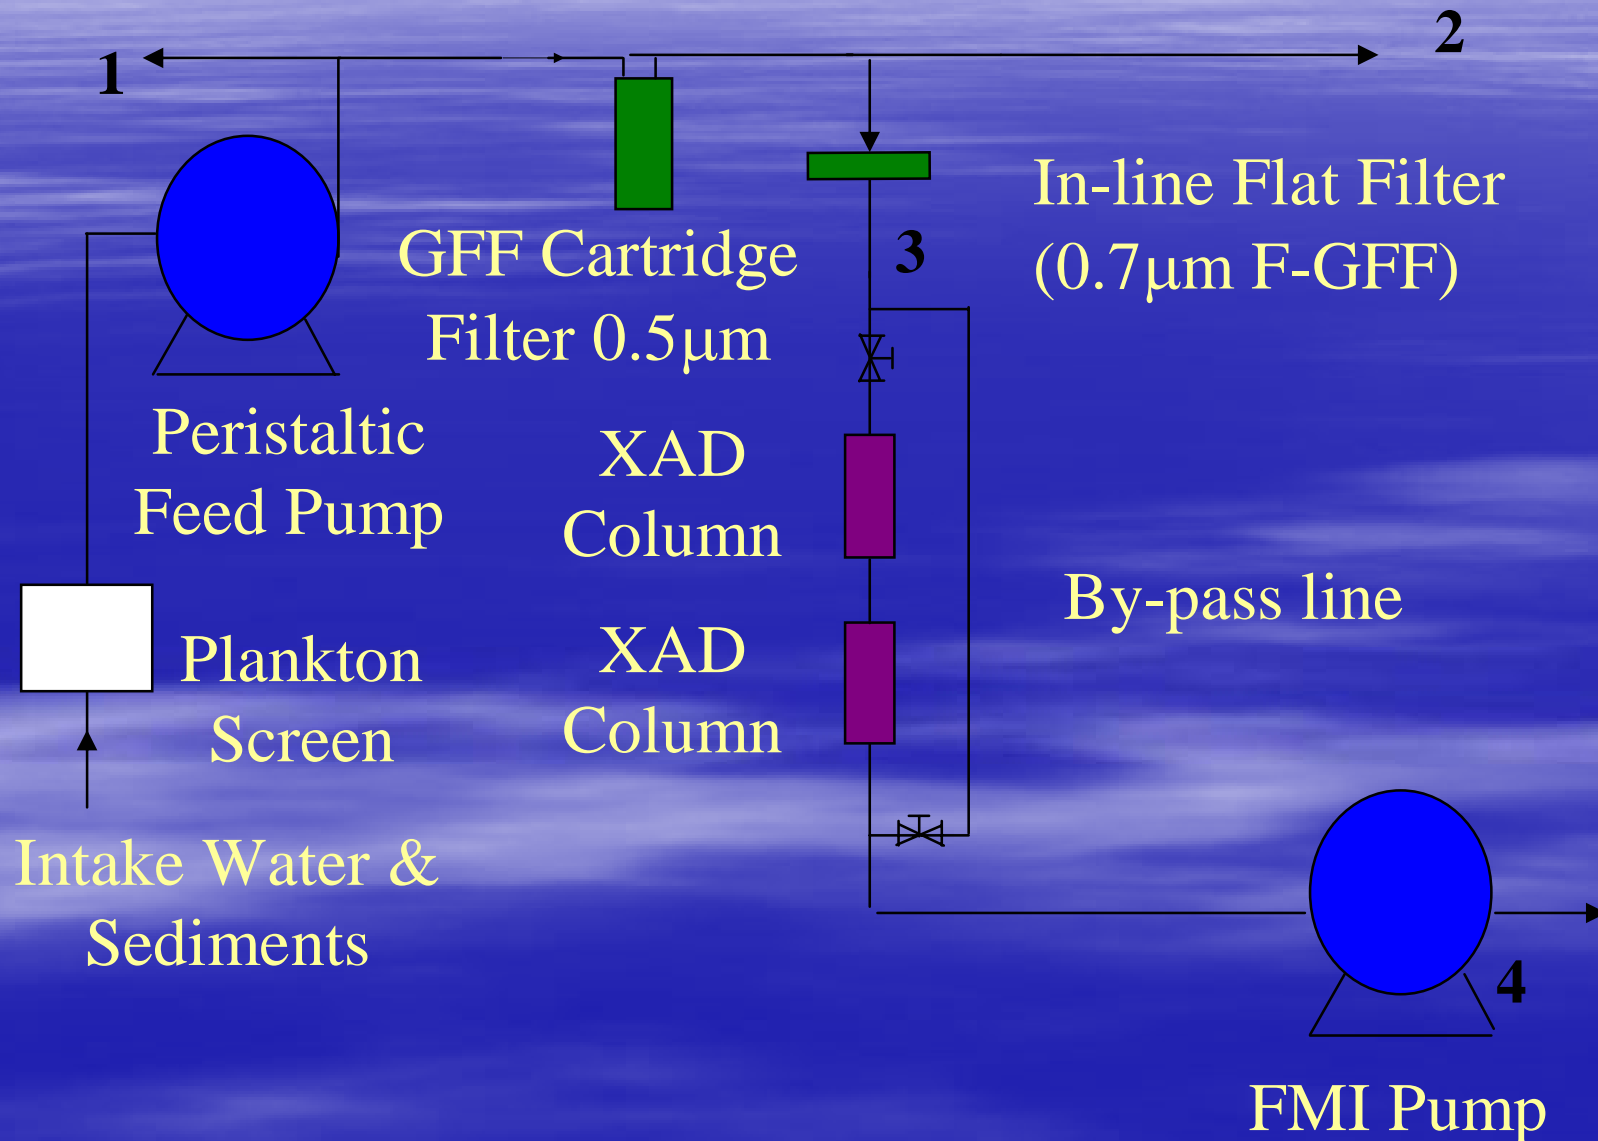 1
2
In-line Flat Filter
(0.7μm F-GFF)
GFF Cartridge
Filter 0.5μm
3
Peristaltic
Feed Pump
XAD
Column
By-pass line
Plankton
Screen
XAD
Column
Intake Water &
Sediments
4
FMI Pump